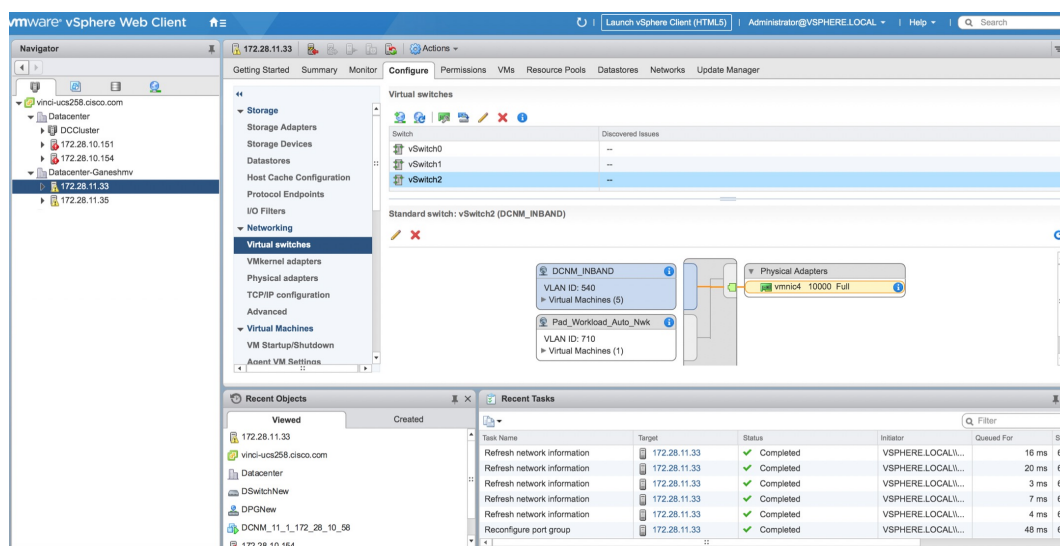 vmware® vSphere Web Client
Launch vSphere Client (HTML5) | Administrator@VSPHERE.LOCAL | Help | Search
Navigator
vinci-ucs258.cisco.com
Datacenter
DCCluster
172.28.10.151
172.28.10.154
Datacenter-Ganeshmv
172.28.11.33
172.28.11.35
172.28.11.33 Actions
Getting Started Summary Monitor Configure Permissions VMs Resource Pools Datastores Networks Update Manager
Storage
Storage Adapters
Storage Devices
Datastores
Host Cache Configuration
Protocol Endpoints
I/O Filters
Networking
Virtual switches
VMkernel adapters
Physical adapters
TCP/IP configuration
Advanced
Virtual Machines
VM Startup/Shutdown
Agent VM Settings
Virtual switches
Switch Discovered Issues
vSwitch0 --
vSwitch1 --
vSwitch2 --
Standard switch: vSwitch2 (DCNM_INBAND)
DCNM_INBAND
VLAN ID: 540
Virtual Machines (5)
Pad_Workload_Auto_Nwk
VLAN ID: 710
Virtual Machines (1)
Physical Adapters
vmnic4 10000 Full
Recent Objects
Viewed Created
172.28.11.33
vinci-ucs258.cisco.com
Datacenter
DSwitchNew
DPGNew
DCNM_11_1_172_28_10_58
172.28.10.154
Recent Tasks
Filter
Task Name Target Status Initiator Queued For S
Refresh network information 172.28.11.33 Completed VSPHERE.LOCAL\\... 16 ms 6
Refresh network information 172.28.11.33 Completed VSPHERE.LOCAL\\... 20 ms 6
Refresh network information 172.28.11.33 Completed VSPHERE.LOCAL\\... 3 ms 6
Refresh network information 172.28.11.33 Completed VSPHERE.LOCAL\\... 7 ms 6
Refresh network information 172.28.11.33 Completed VSPHERE.LOCAL\\... 4 ms 6
Reconfigure port group 172.28.11.33 Completed VSPHERE.LOCAL\\... 48 ms 6